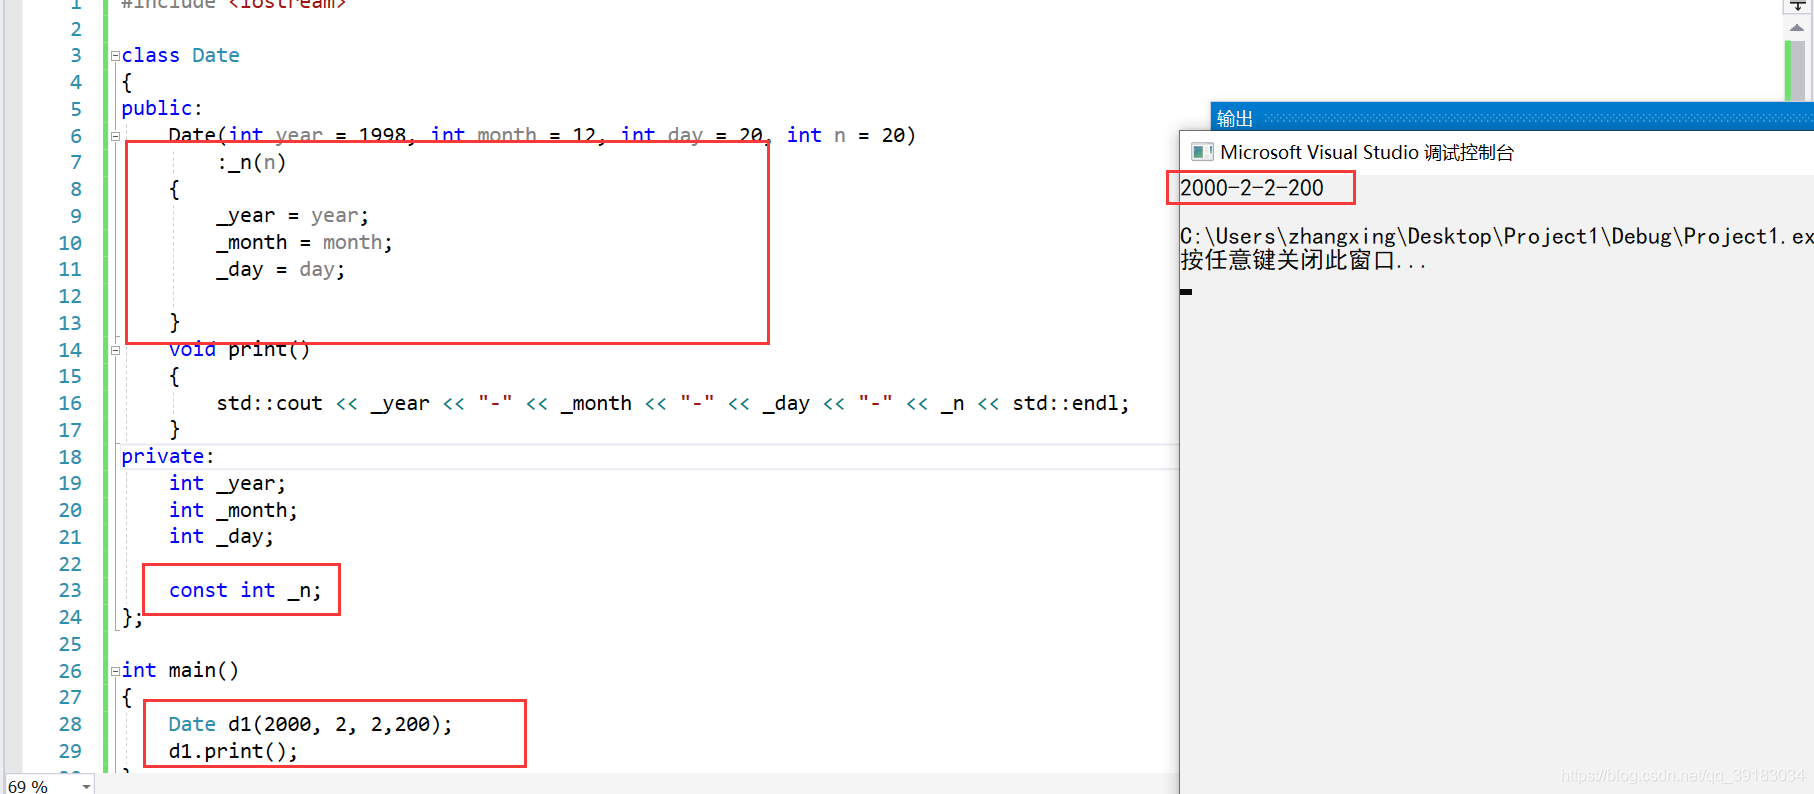 1 #include <iostream>
2
3 class Date
4 {
5 public:
6 Date(int year = 1998, int month = 12, int day = 20, int n = 20)
7 :_n(n)
8 {
9 _year = year;
10 _month = month;
11 _day = day;
12
13 }
14 void print()
15 {
16 std::cout << _year << "-" << _month << "-" << _day << "-" << _n << std::endl;
17 }
18 private:
19 int _year;
20 int _month;
21 int _day;
22
23 const int _n;
24 };
25
26 int main()
27 {
28 Date d1(2000, 2, 2,200);
29 d1.print();
69 %
输出
Microsoft Visual Studio 调试控制台
2000-2-2-200
C:\Users\zhangxing\Desktop\Project1\Debug\Project1.ex
按任意键关闭此窗口...
https://blog.csdn.net/qq_39183034